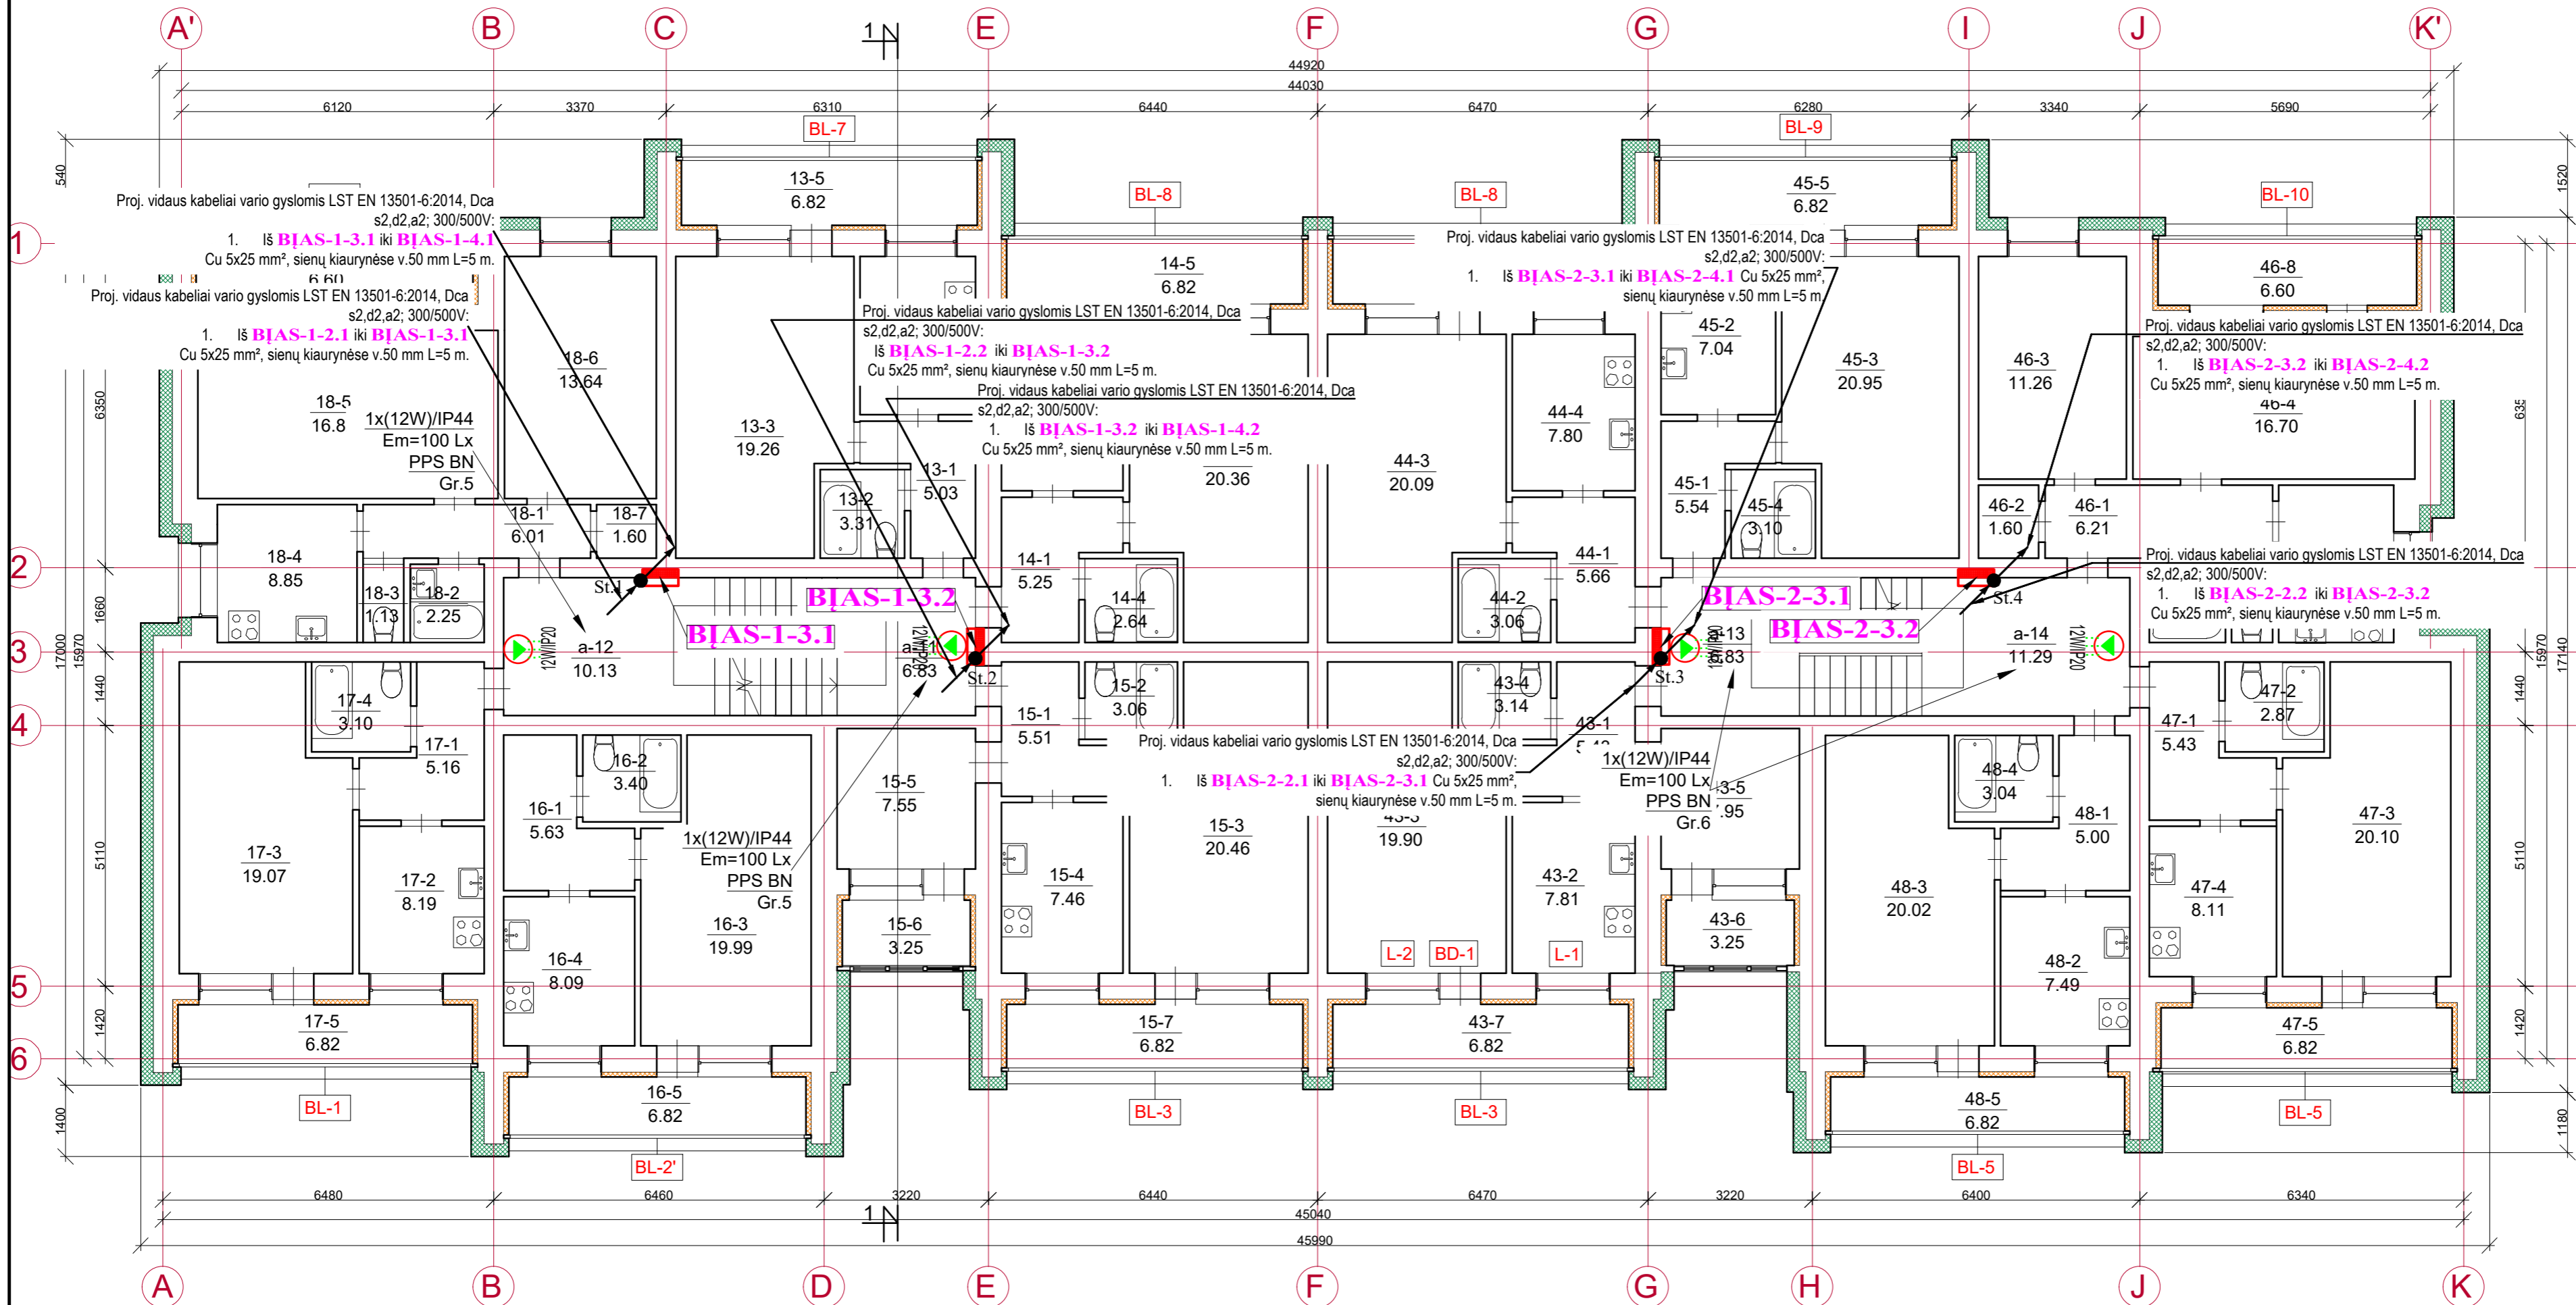 A'
B
C
1
E
F
G
I
J
K'
44920
44030
6120
3370
6310
6440
6470
6280
3340
5690
BL-7
BL-9
540
1520
13-5
6.82
45-5
6.82
BL-8
BL-8
BL-10
Proj. vidaus kabeliai vario gyslomis LST EN 13501-6:2014, Dca
s2,d2,a2; 300/500V:
1. Iš BĮAS-1-3.1 iki BĮAS-1-4.1
Cu 5x25 mm², sienų kiaurynėse v.50 mm L=5 m.
1
6.60
Proj. vidaus kabeliai vario gyslomis LST EN 13501-6:2014, Dca
s2,d2,a2; 300/500V:
1. Iš BĮAS-1-2.1 iki BĮAS-1-3.1
Cu 5x25 mm², sienų kiaurynėse v.50 mm L=5 m.
14-5
6.82
Proj. vidaus kabeliai vario gyslomis LST EN 13501-6:2014, Dca
s2,d2,a2; 300/500V:
1. Iš BĮAS-2-3.1 iki BĮAS-2-4.1 Cu 5x25 mm²,
sienų kiaurynėse v.50 mm L=5 m.
46-8
6.60
Proj. vidaus kabeliai vario gyslomis LST EN 13501-6:2014, Dca
s2,d2,a2; 300/500V:
Iš BĮAS-1-2.2 iki BĮAS-1-3.2
Cu 5x25 mm², sienų kiaurynėse v.50 mm L=5 m.
Proj. vidaus kabeliai vario gyslomis LST EN 13501-6:2014, Dca
s2,d2,a2; 300/500V:
1. Iš BĮAS-1-3.2 iki BĮAS-1-4.2
Cu 5x25 mm², sienų kiaurynėse v.50 mm L=5 m.
Proj. vidaus kabeliai vario gyslomis LST EN 13501-6:2014, Dca
s2,d2,a2; 300/500V:
1. Iš BĮAS-2-3.2 iki BĮAS-2-4.2
Cu 5x25 mm², sienų kiaurynėse v.50 mm L=5 m.
45-2
7.04
18-6
13.64
45-3
20.95
46-3
11.26
6350
18-5
16.8
1x(12W)/IP44
Em=100 Lx
PPS BN
Gr.5
13-3
19.26
44-4
7.80
46-4
16.70
20.36
44-3
20.09
13-1
5.03
13-2
3.31
45-1
5.54
45-4
3.10
46-2
1.60
46-1
6.21
18-1
6.01
18-7
1.60
18-4
8.85
2
14-1
5.25
44-1
5.66
Proj. vidaus kabeliai vario gyslomis LST EN 13501-6:2014, Dca
s2,d2,a2; 300/500V:
1. Iš BĮAS-2-2.2 iki BĮAS-2-3.2
Cu 5x25 mm², sienų kiaurynėse v.50 mm L=5 m.
St.1
St.4
18-3
1.13
18-2
2.25
BĮAS-1-3.2
14-4
2.64
44-2
3.06
BĮAS-2-3.1
BĮAS-1-3.1
BĮAS-2-3.2
1660
17000
15970
3
12W/IP20
a-12
10.13
6.83
St.2
St.3
a-14
11.29
12W/IP20
15970
17140
1440
1440
17-4
3.10
15-2
3.06
43-4
3.14
47-2
2.87
4
17-1
5.16
15-1
5.51
43-1
47-1
5.43
Proj. vidaus kabeliai vario gyslomis LST EN 13501-6:2014, Dca
s2,d2,a2; 300/500V:
1. Iš BĮAS-2-2.1 iki BĮAS-2-3.1 Cu 5x25 mm²,
sienų kiaurynėse v.50 mm L=5 m.
1x(12W)/IP44
Em=100 Lx
PPS BN
Gr.6
16-2
3.40
15-5
7.55
48-4
3.04
16-1
5.63
48-1
5.00
47-3
20.10
5110
5110
17-3
19.07
17-2
8.19
1x(12W)/IP44
Em=100 Lx
PPS BN
Gr.5
15-3
20.46
19.90
15-4
7.46
43-2
7.81
48-3
20.02
47-4
8.11
16-3
19.99
15-6
3.25
43-6
3.25
L-2
BD-1
L-1
16-4
8.09
48-2
7.49
5
1420
17-5
6.82
15-7
6.82
43-7
6.82
47-5
6.82
1420
6
16-5
6.82
48-5
6.82
BL-1
BL-3
BL-3
BL-5
1400
1180
BL-2'
BL-5
6480
6460
3220
6440
6470
3220
6400
6340
1
45040
45990
A
B
D
E
F
G
H
J
K